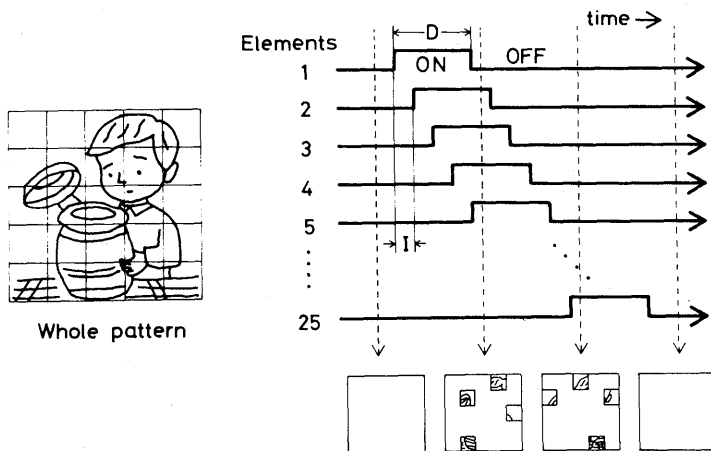 time →
D
Elements
ON
OFF
1
2
3
4
5
I
25
Whole pattern